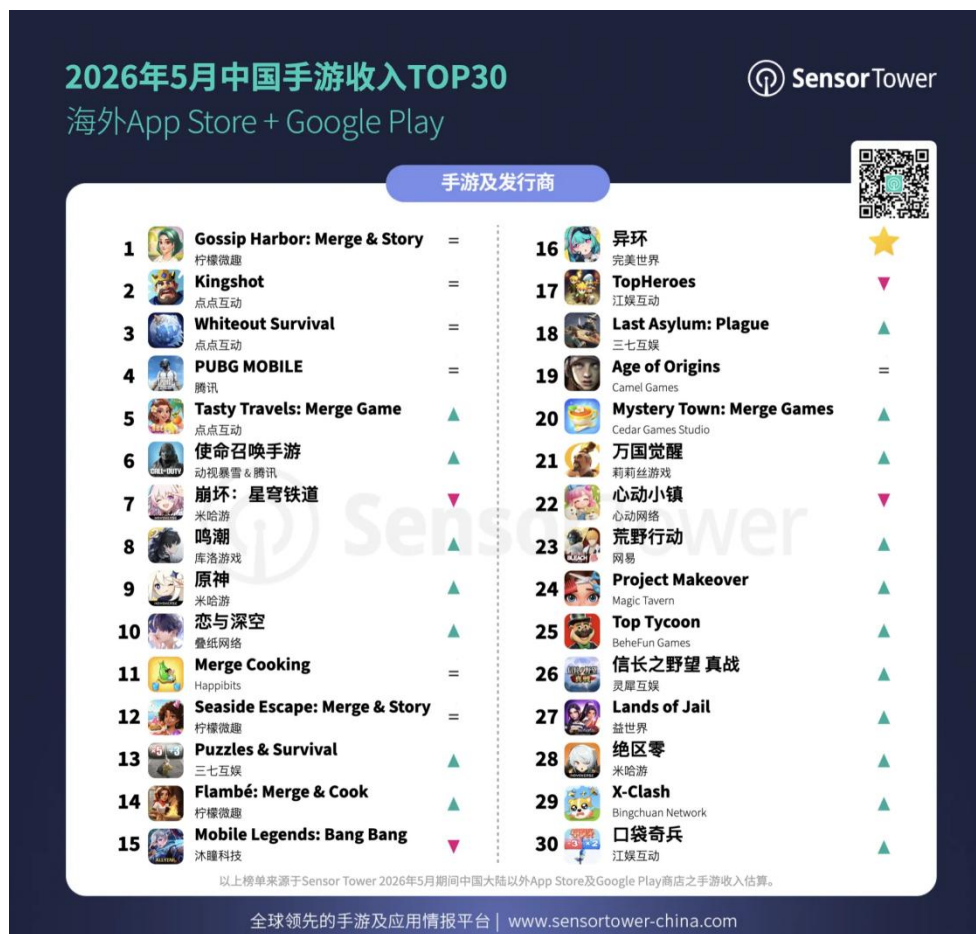 2026年5月中国手游收入TOP30
SensorTower
海外App Store + Google Play
手游及发行商
1 Gossip Harbor: Merge & Story =
柠檬微趣
2 Kingshot =
点点互动
3 Whiteout Survival =
点点互动
4 PUBG MOBILE =
腾讯
5 Tasty Travels: Merge Game ▲
点点互动
6 使命召唤手游 ▲
动视暴雪 & 腾讯
7 崩坏：星穹铁道 ▼
米哈游
8 鸣潮 ▲
库洛游戏
9 原神 ▲
米哈游
10 恋与深空 ▲
叠纸网络
11 Merge Cooking =
Happibits
12 Seaside Escape: Merge & Story =
柠檬微趣
13 Puzzles & Survival ▲
三七互娱
14 Flambé: Merge & Cook ▲
柠檬微趣
15 Mobile Legends: Bang Bang ▼
沐瞳科技
16 异环
完美世界
17 TopHeroes ▼
江娱互动
18 Last Asylum: Plague ▲
三七互娱
19 Age of Origins =
Camel Games
20 Mystery Town: Merge Games ▲
Cedar Games Studio
21 万国觉醒 ▲
莉莉丝游戏
22 心动小镇 ▼
心动网络
23 荒野行动 ▲
网易
24 Project Makeover ▲
Magic Tavern
25 Top Tycoon ▲
BeheFun Games
26 信长之野望 真战 ▲
灵犀互娱
27 Lands of Jail ▲
益世界
28 绝区零 ▲
米哈游
29 X-Clash ▲
Bingchuan Network
30 口袋奇兵 ▲
江娱互动
SensorTower
以上榜单来源于Sensor Tower 2026年5月期间中国大陆以外App Store及Google Play商店之手游收入估算。
全球领先的手游及应用情报平台 | www.sensortower-china.com